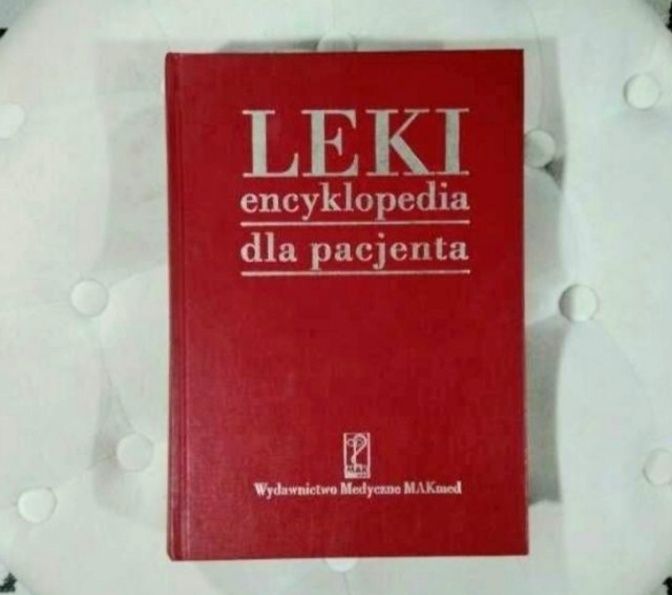 LEKI
encyklopedia
dla pacjenta
MAK
Wydawnictwo Medyczne MAKmed